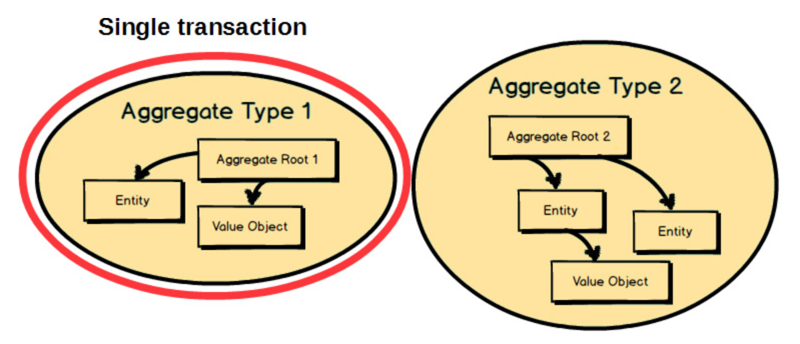 Single transaction
Aggregate Type 1
Aggregate Root 1
Entity
Value Object
Aggregate Type 2
Aggregate Root 2
Entity
Entity
Value Object